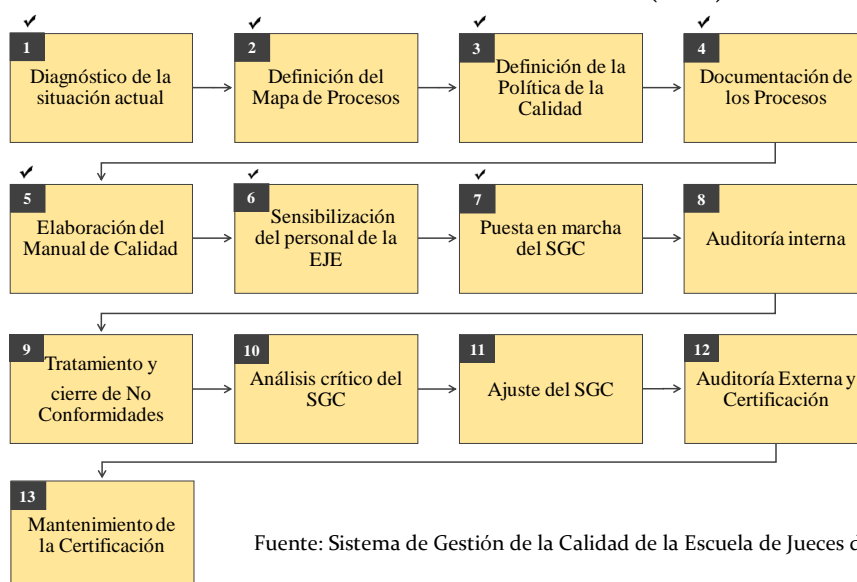 1
Diagnóstico de la
situación actual
2
Definición del
Mapa de Procesos
3
Definición de la
Política de la
Calidad
4
Documentación de
los Procesos
5
Elaboración del
Manual de Calidad
6
Sensibilización
del personal de la
EJE
7
Puesta en marcha
del SGC
8
Auditoría interna
9
Tratamiento y
cierre de No
Conformidades
10
Análisis crítico del
SGC
11
Ajuste del SGC
12
Auditoría Externa y
Certificación
13
Mantenimiento de
la Certificación
Fuente: Sistema de Gestión de la Calidad de la Escuela de Jueces